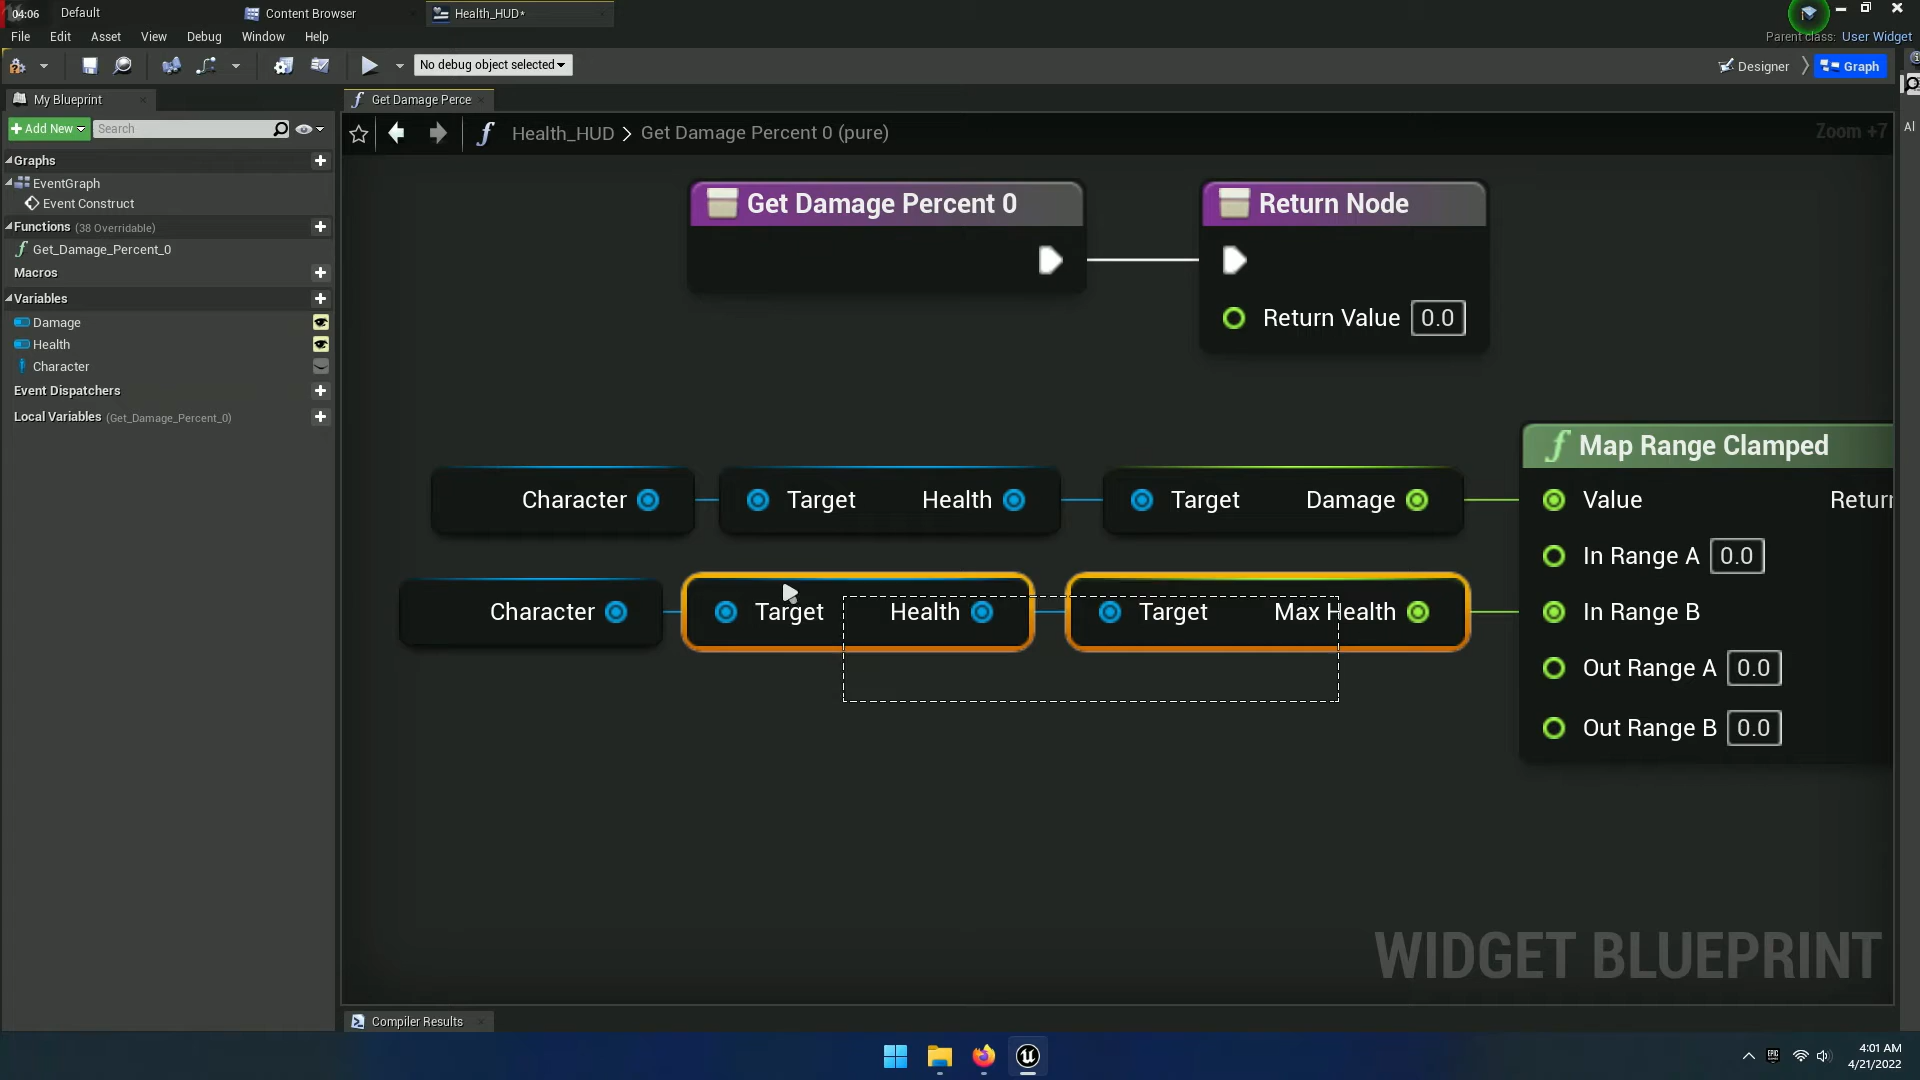 04:06
Default
Content Browser
Health_HUD*
File Edit Asset View Debug Window Help
Parent class: User Widget
No debug object selected
Designer
Graph
My Blueprint
Get Damage Perce
Add New
Search
Health_HUD > Get Damage Percent 0 (pure)
Zoom +7
Al
Graphs
EventGraph
Event Construct
Functions (38 Overridable)
Get_Damage_Percent_0
Macros
Variables
Damage
Health
Character
Event Dispatchers
Local Variables (Get_Damage_Percent_0)
Get Damage Percent 0
Return Node
Return Value 0.0
Map Range Clamped
Character
Target Health
Target Damage
Value
Return
In Range A 0.0
Character
Target Health
Target Max Health
In Range B
Out Range A 0.0
Out Range B 0.0
WIDGET BLUEPRINT
Compiler Results
EPIC
4:01 AM
4/21/2022